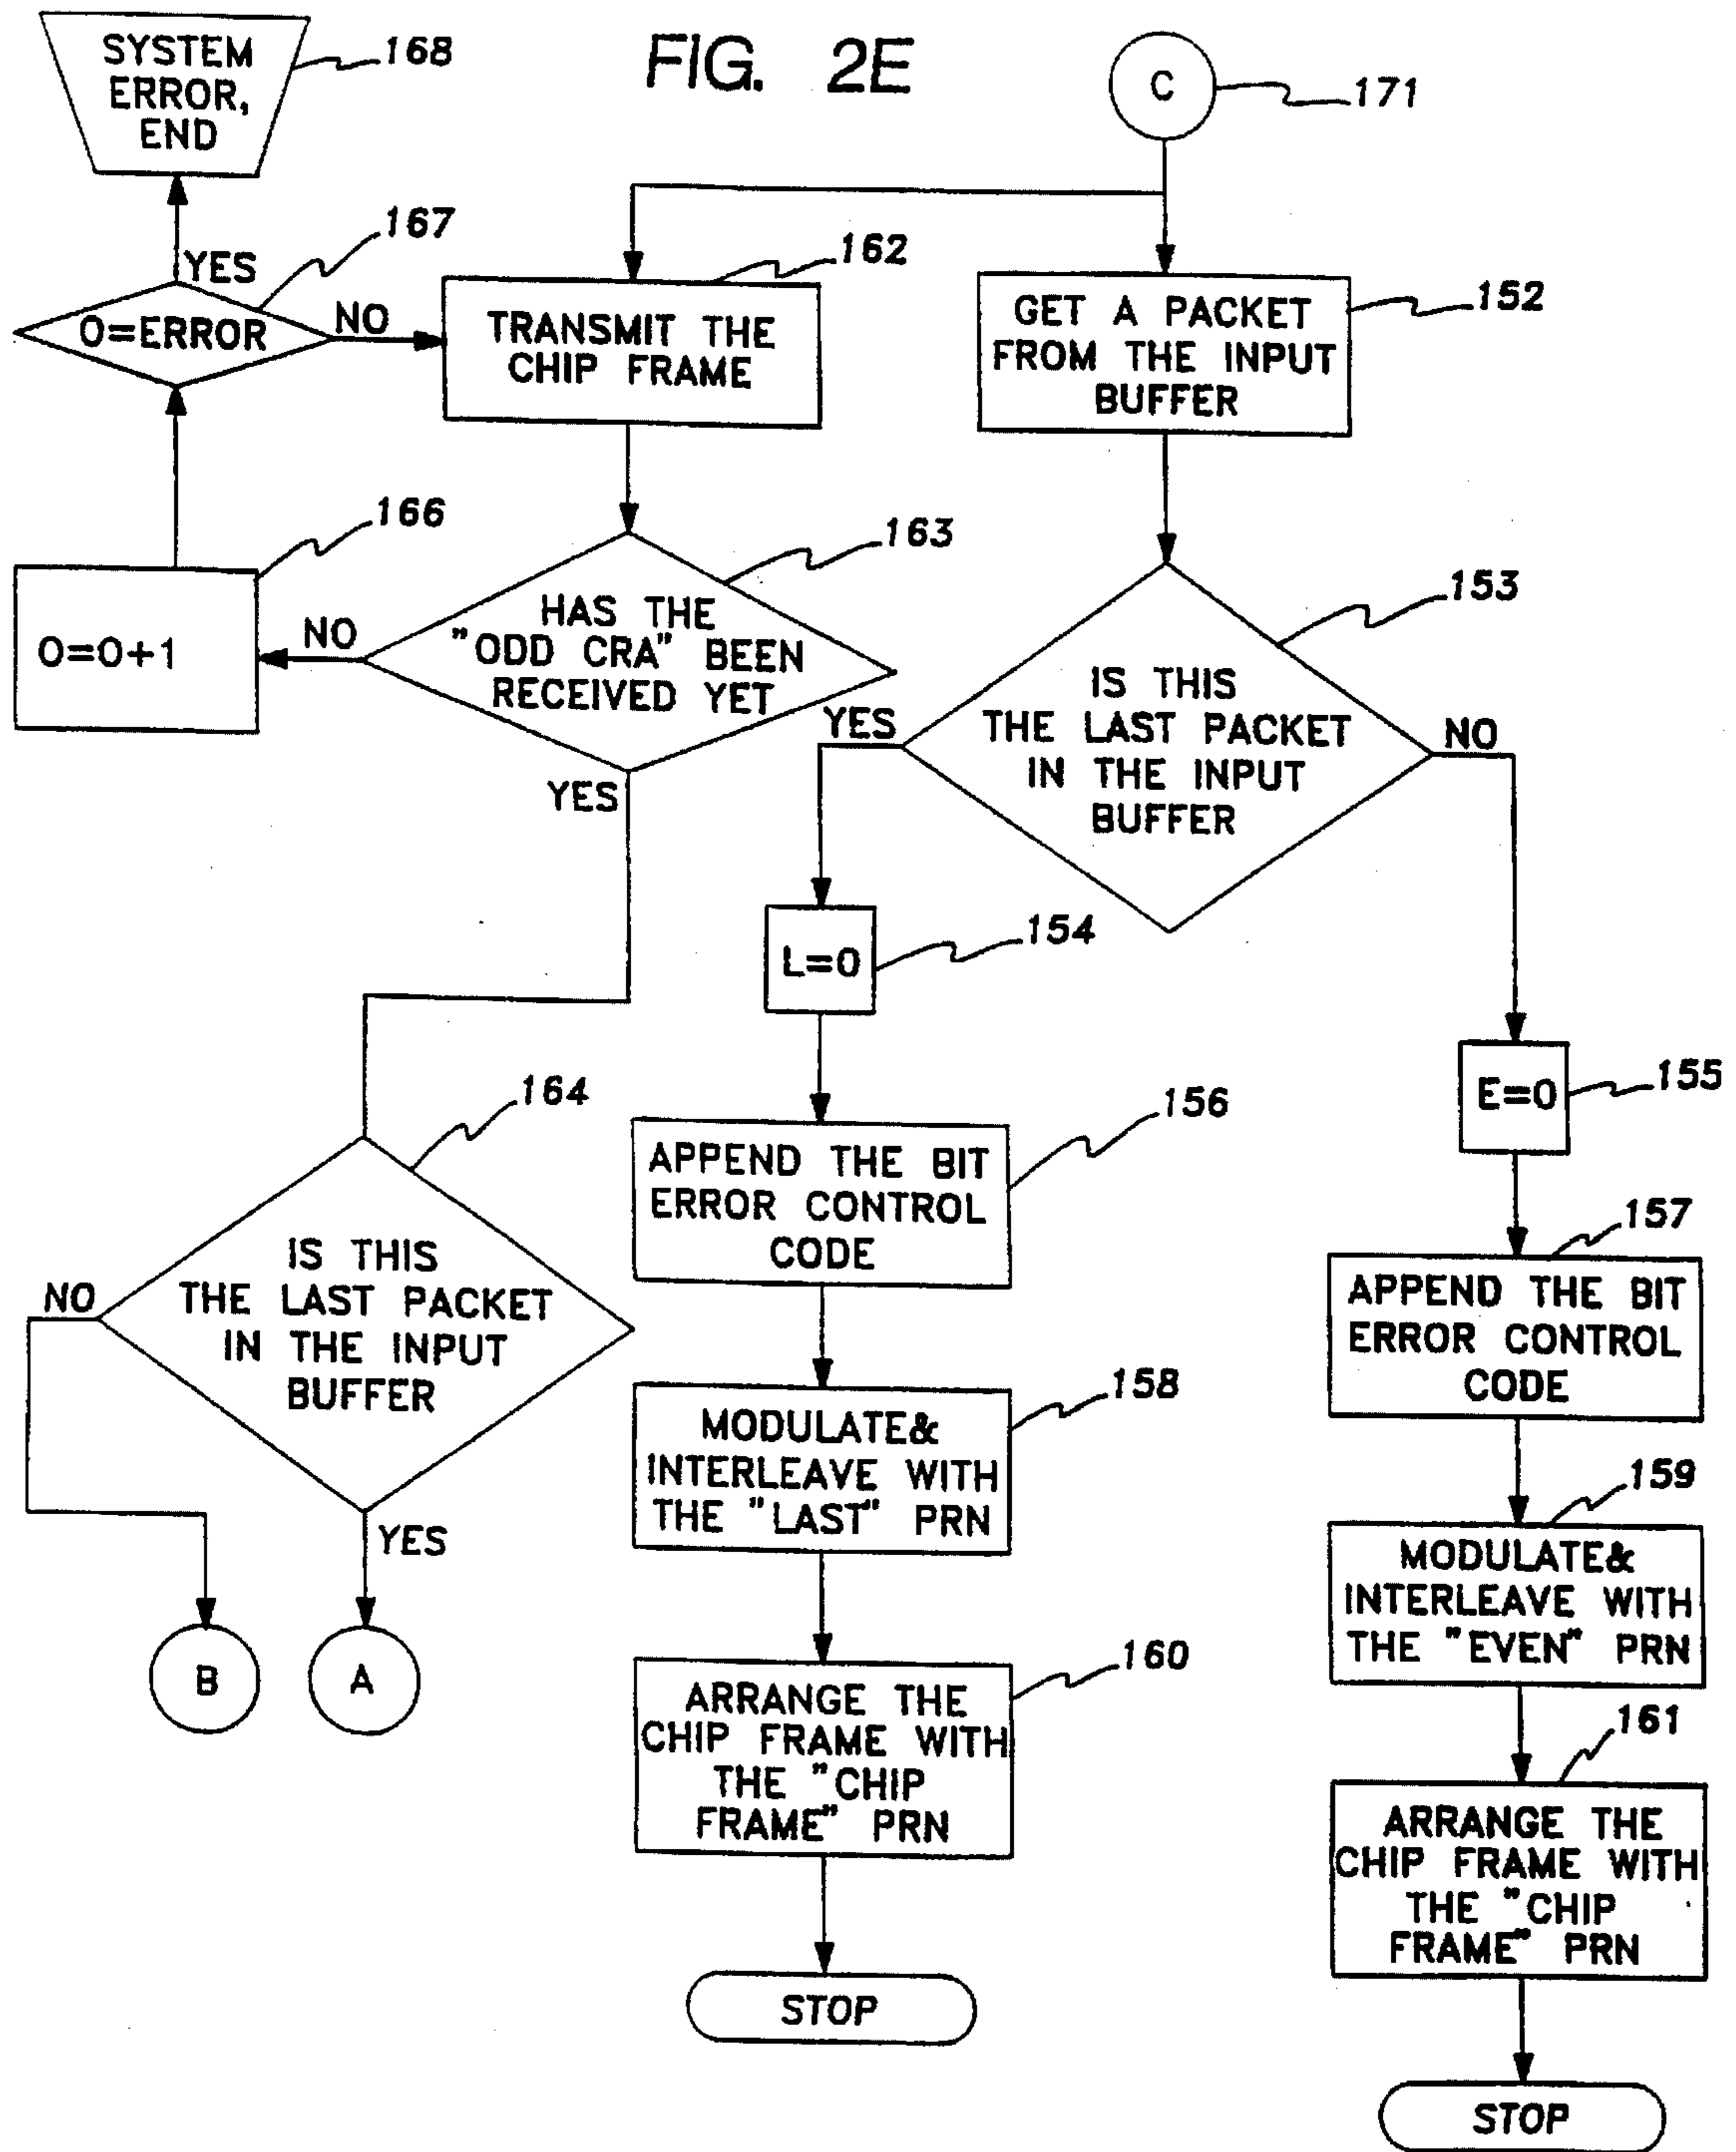 FIG. 2E
SYSTEM
ERROR,
END
168
C
171
YES
167
O=ERROR
NO
162
TRANSMIT THE
CHIP FRAME
152
GET A PACKET
FROM THE INPUT
BUFFER
166
O=O+1
NO
163
HAS THE
"ODD CRA" BEEN
RECEIVED YET
YES
153
IS THIS
THE LAST PACKET
IN THE INPUT
BUFFER
YES
NO
154
L=0
155
E=0
164
IS THIS
THE LAST PACKET
IN THE INPUT
BUFFER
NO
YES
B
A
156
APPEND THE BIT
ERROR CONTROL
CODE
157
APPEND THE BIT
ERROR CONTROL
CODE
158
MODULATE&
INTERLEAVE WITH
THE "LAST" PRN
159
MODULATE&
INTERLEAVE WITH
THE "EVEN" PRN
160
ARRANGE THE
CHIP FRAME WITH
THE "CHIP
FRAME" PRN
161
ARRANGE THE
CHIP FRAME WITH
THE "CHIP
FRAME" PRN
STOP
STOP